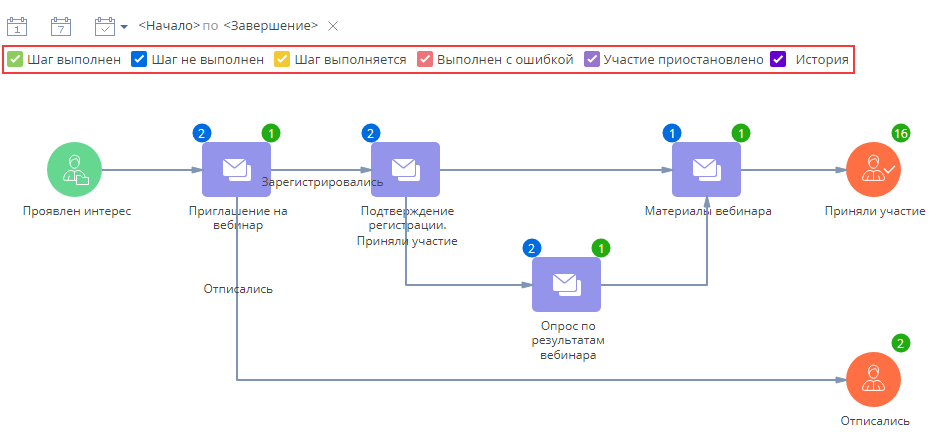 1 7 <Начало> по <Завершение>
Шаг выполнен Шаг не выполнен Шаг выполняется Выполнен с ошибкой Участие приостановлено История
2 1 2 1 1 16
Зарегистрировались
Проявлен интерес
Приглашение на
вебинар
Подтверждение
регистрации.
Приняли участие
Материалы вебинара
Приняли участие
2 1
Отписались
Опрос по
результатам
вебинара
2
Отписались